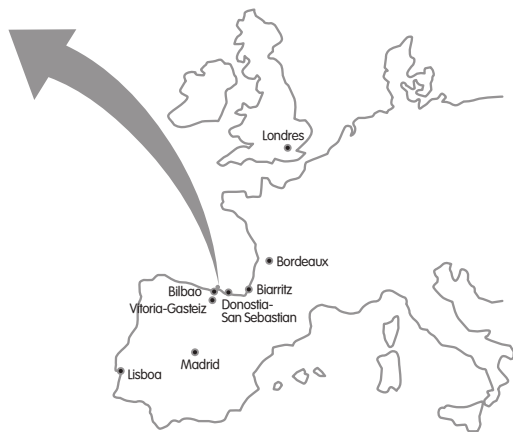 Londres
Bordeaux
Bilbao
Biarritz
Vitoria-Gasteiz
Donostia-
San Sebastian
Madrid
Lisboa